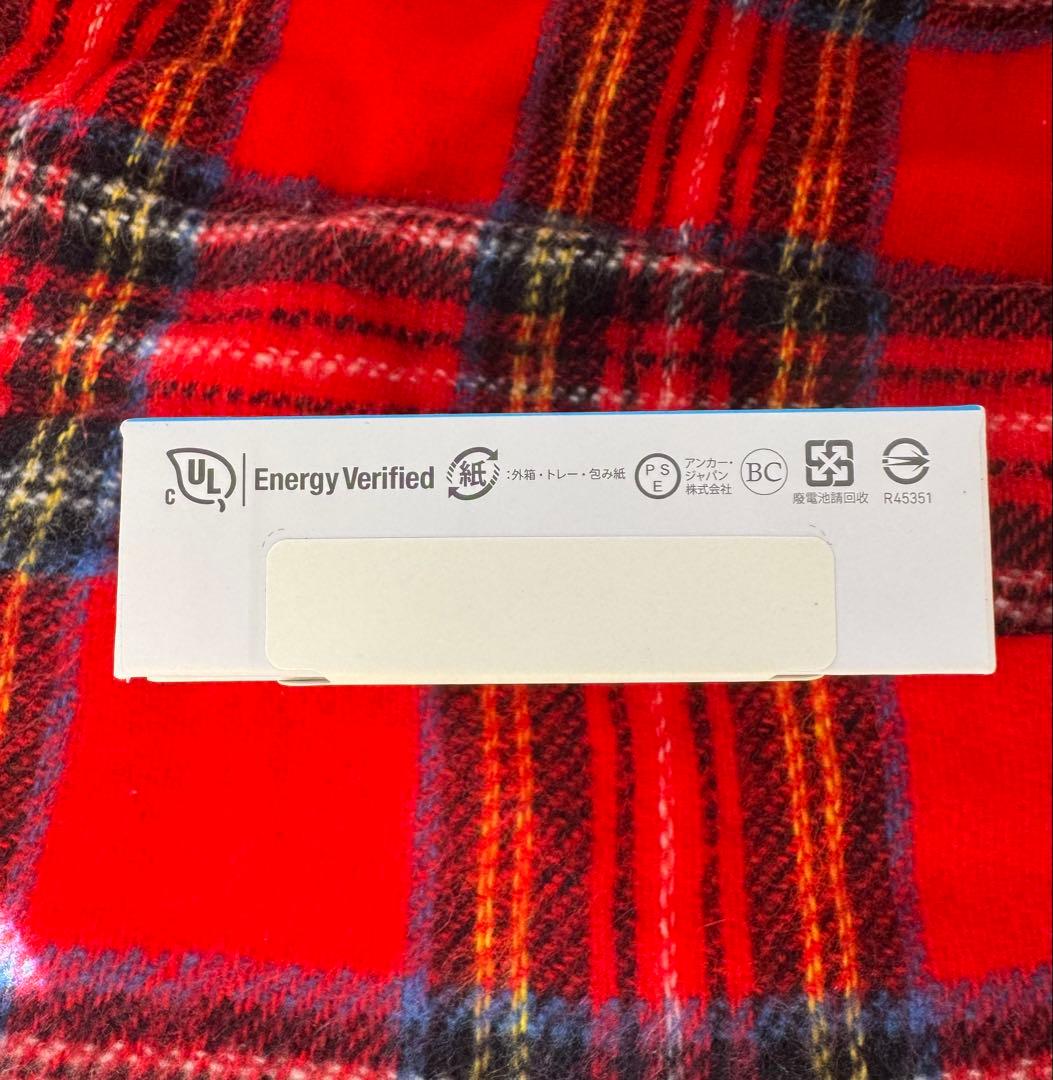 c UL Energy Verified
紙 :外箱・トレー・包み紙
PSE
アンカー・
ジャパン
株式会社
BC
廃電池請回收
R45351